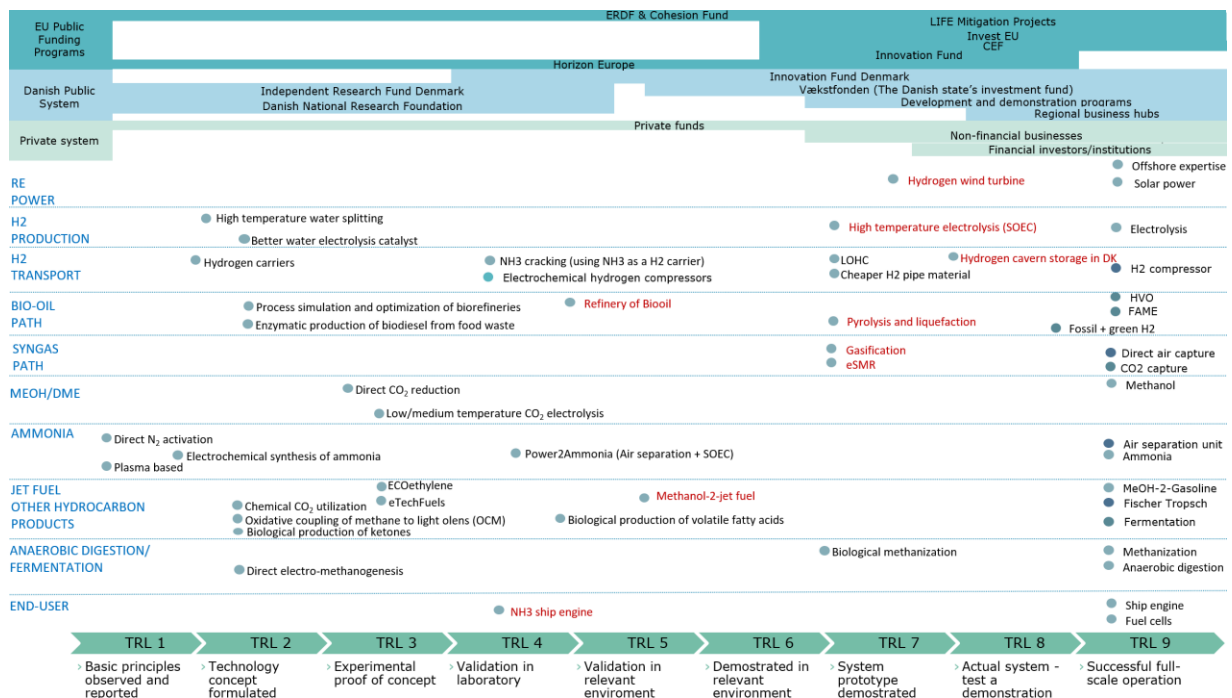 EU Public
Funding
Programs
ERDF & Cohesion Fund
LIFE Mitigation Projects
Invest EU
CEF
Innovation Fund
Horizon Europe
Danish Public
System
Independent Research Fund Denmark
Danish National Research Foundation
Innovation Fund Denmark
Vækstfonden (The Danish state's investment fund)
Development and demonstration programs
Regional business hubs
Private system
Private funds
Non-financial businesses
Financial investors/institutions
RE
POWER
Hydrogen wind turbine
Offshore expertise
Solar power
H2
PRODUCTION
High temperature water splitting
Better water electrolysis catalyst
High temperature electrolysis (SOEC)
Electrolysis
H2
TRANSPORT
Hydrogen carriers
NH3 cracking (using NH3 as a H2 carrier)
Electrochemical hydrogen compressors
LOHC
Cheaper H2 pipe material
Hydrogen cavern storage in DK
H2 compressor
BIO-OIL
PATH
Process simulation and optimization of biorefineries
Enzymatic production of biodiesel from food waste
Refinery of Biooil
Pyrolysis and liquefaction
Fossil + green H2
HVO
FAME
SYNGAS
PATH
Gasification
eSMR
Direct air capture
CO2 capture
MEOH/DME
Direct CO₂ reduction
Low/medium temperature CO₂ electrolysis
Methanol
AMMONIA
Direct N₂ activation
Electrochemical synthesis of ammonia
Plasma based
Power2Ammonia (Air separation + SOEC)
Air separation unit
Ammonia
JET FUEL
OTHER HYDROCARBON
PRODUCTS
ECOethylene
eTechFuels
Chemical CO₂ utilization
Oxidative coupling of methane to light olens (OCM)
Biological production of ketones
Methanol-2-jet fuel
Biological production of volatile fatty acids
MeOH-2-Gasoline
Fischer Tropsch
Fermentation
ANAEROBIC DIGESTION/
FERMENTATION
Direct electro-methanogenesis
Biological methanization
Methanization
Anaerobic digestion
END-USER
NH3 ship engine
Ship engine
Fuel cells
TRL 1
TRL 2
TRL 3
TRL 4
TRL 5
TRL 6
TRL 7
TRL 8
TRL 9
Basic principles
observed and
reported
Technology
concept
formulated
Experimental
proof of concept
Validation in
laboratory
Validation in
relevant
enviroment
Demostrated in
relevant
environment
System
prototype
demostrated
Actual system -
test a
demonstration
Successful full-
scale operation